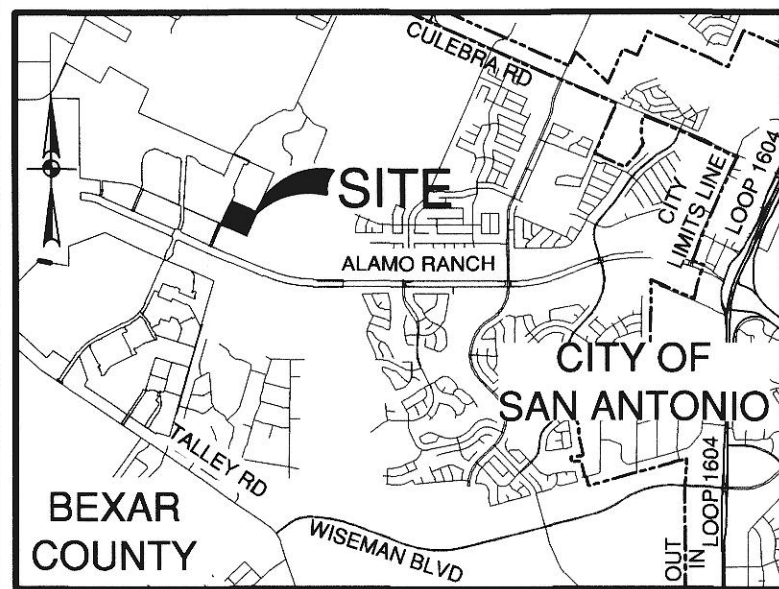 CULEBRA RD
SITE
CITY
LIMITS LINE
LOOP 1604
ALAMO RANCH
CITY OF
SAN ANTONIO
TALLEY RD
BEXAR
COUNTY
WISEMAN BLVD
OUT
IN
LOOP 1604